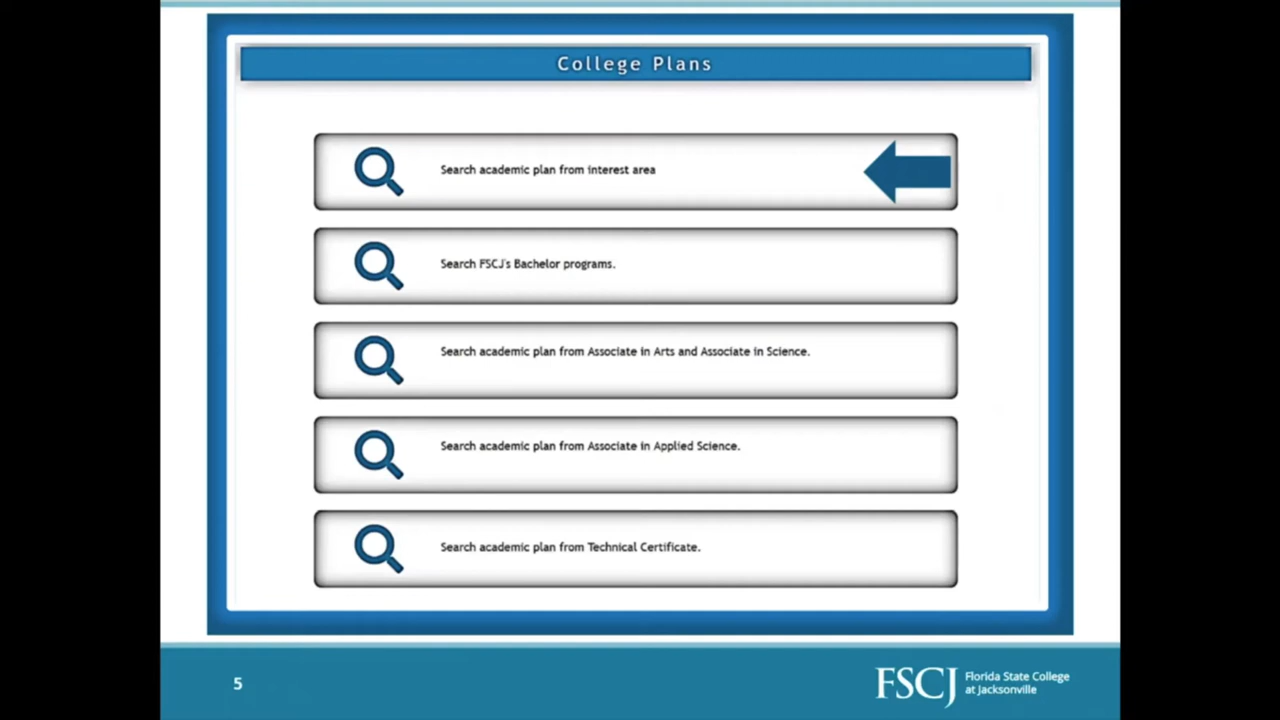 College Plans
Search academic plan from interest area
Search FSCJ's Bachelor programs.
Search academic plan from Associate in Arts and Associate in Science.
Search academic plan from Associate in Applied Science.
Search academic plan from Technical Certificate.
5
FSCJ
Florida State College
at Jacksonville